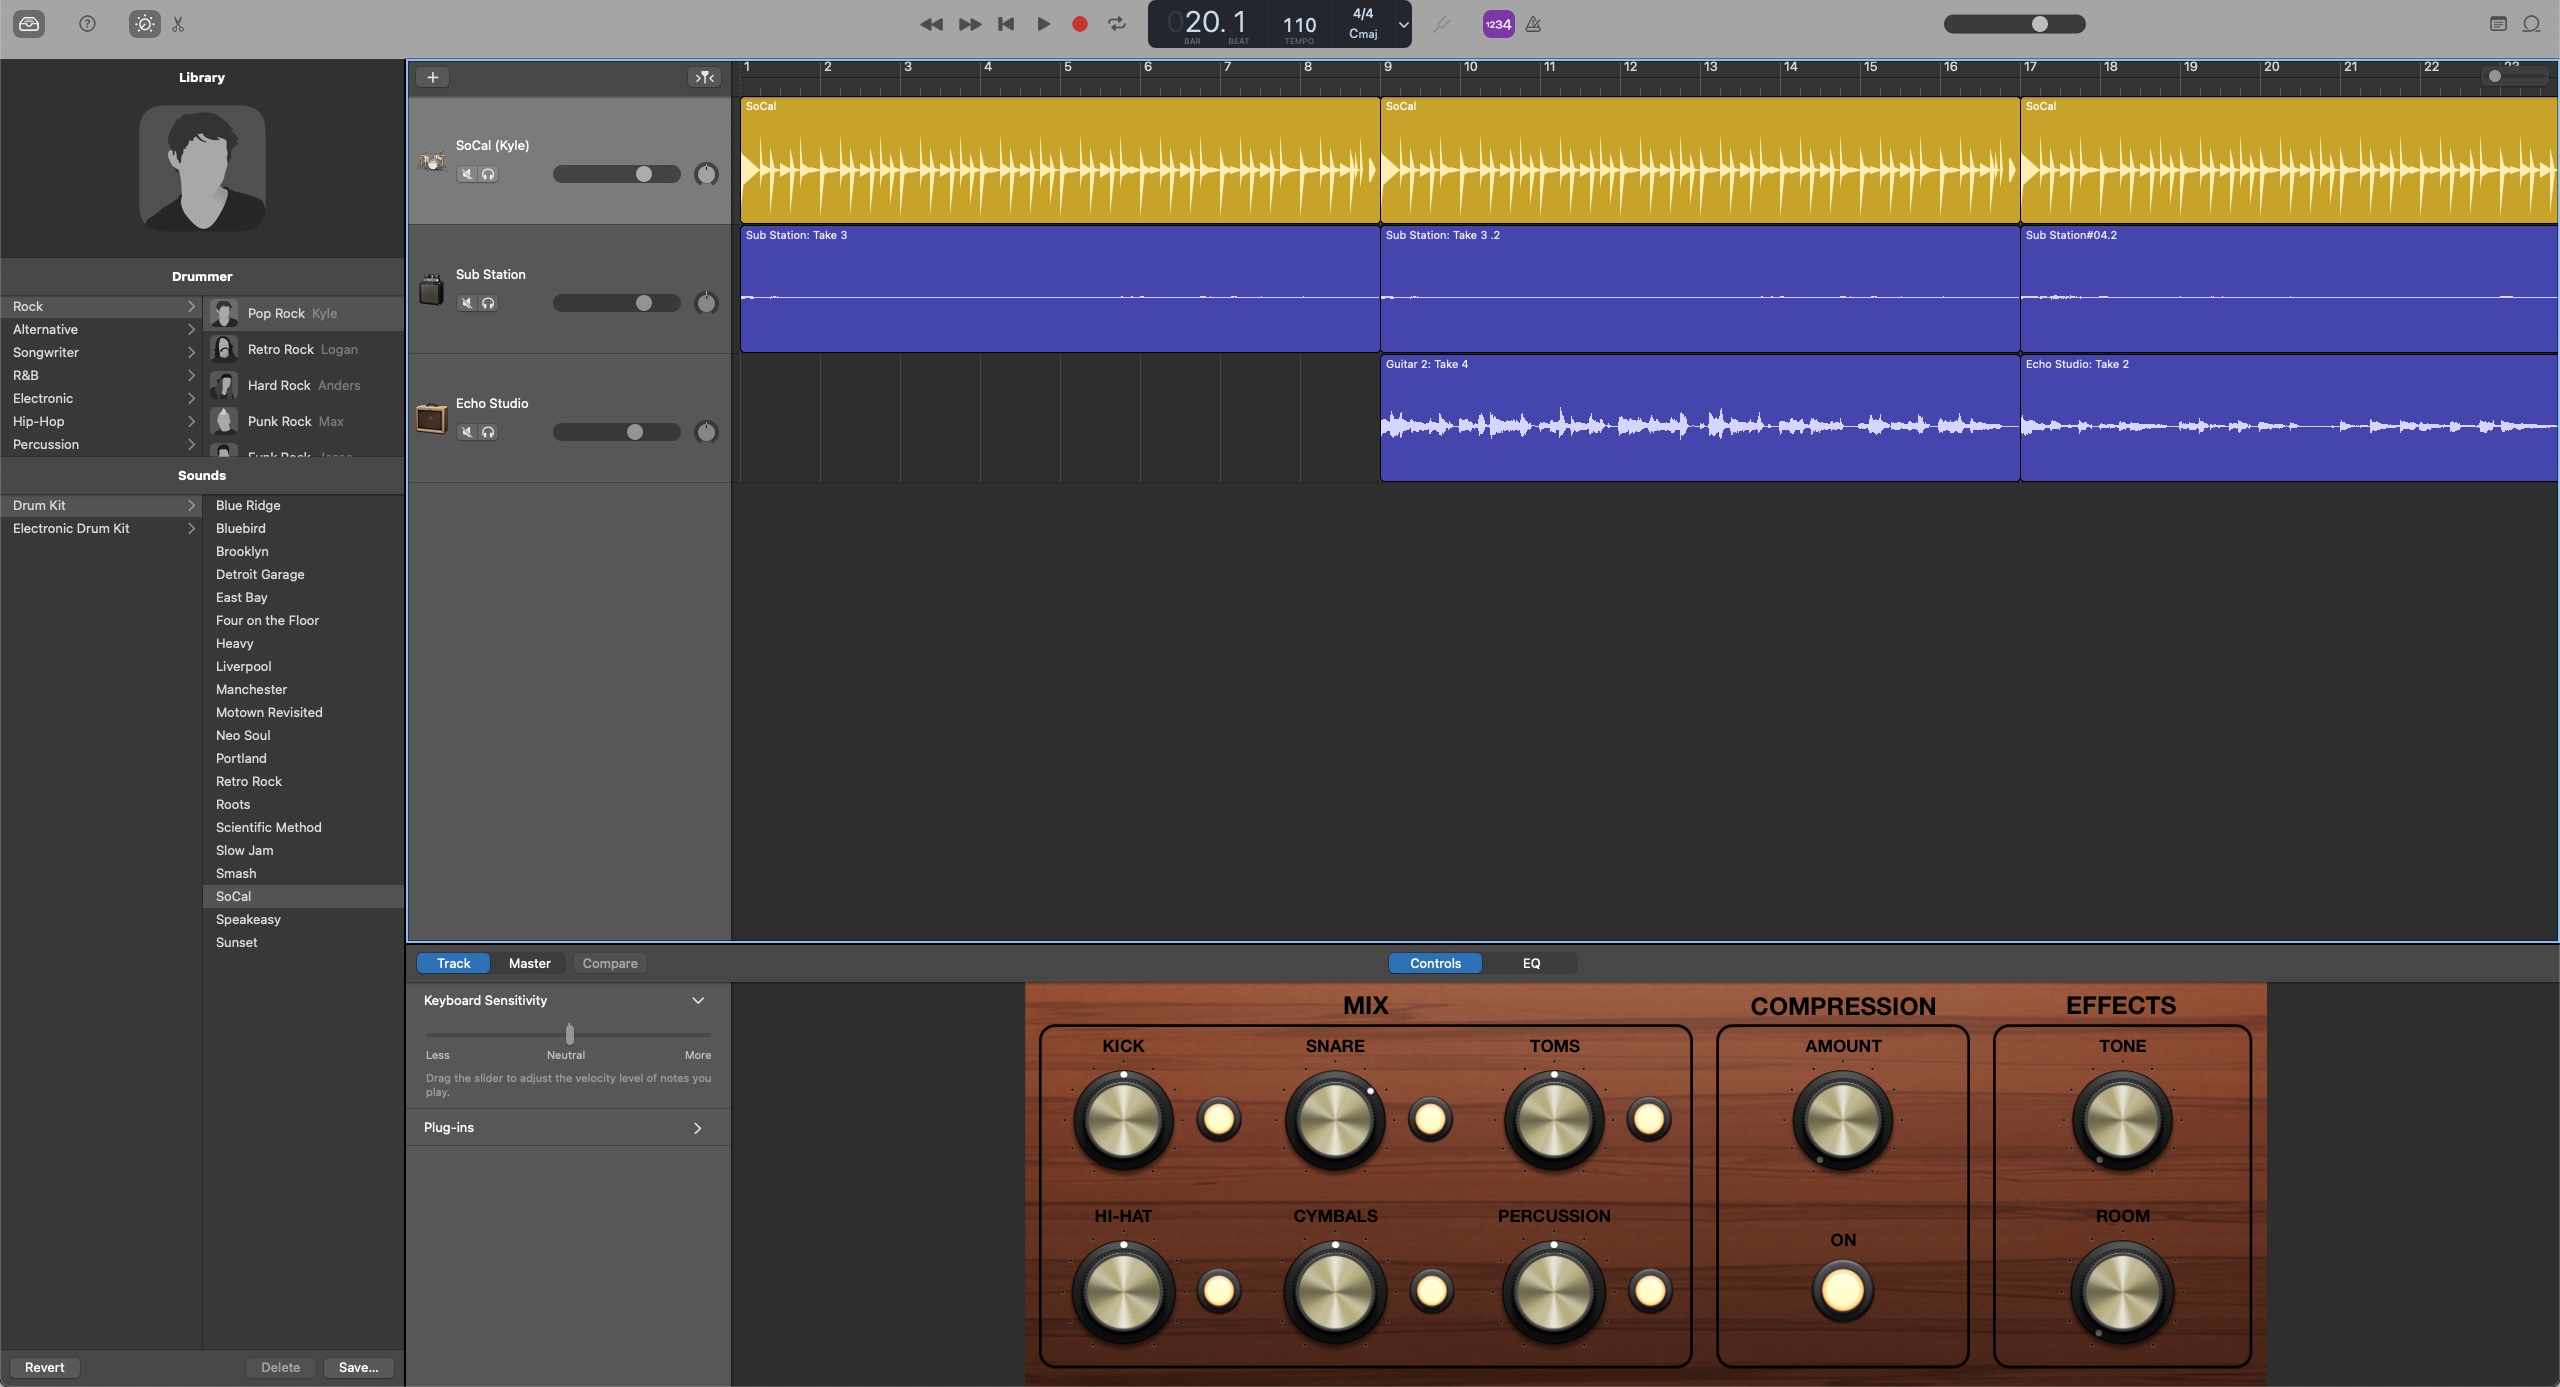 020. 1
BAR
BEAT
110
TEMPO
4/4
Cmaj
1234
Library
Drummer
Rock
Alternative
Songwriter
R&B
Electronic
Hip-Hop
Percussion
Pop Rock Kyle
Retro Rock Logan
Hard Rock Anders
Punk Rock Max
Sounds
Drum Kit
Electronic Drum Kit
Blue Ridge
Bluebird
Brooklyn
Detroit Garage
East Bay
Four on the Floor
Heavy
Liverpool
Manchester
Motown Revisited
Neo Soul
Portland
Retro Rock
Roots
Scientific Method
Slow Jam
Smash
SoCal
Speakeasy
Sunset
Revert
Delete
Save...
1 2 3 4 5 6 7 8 9 10 11 12 13 14 15 16 17 18 19 20 21 22
SoCal (Kyle)
SoCal
SoCal
SoCal
Sub Station
Sub Station: Take 3
Sub Station: Take 3 .2
Sub Station#04.2
Echo Studio
Guitar 2: Take 4
Echo Studio: Take 2
Track
Master
Compare
Controls
EQ
Keyboard Sensitivity
Less
Neutral
More
Drag the slider to adjust the velocity level of notes you
play.
Plug-ins
MIX
KICK
SNARE
TOMS
HI-HAT
CYMBALS
PERCUSSION
COMPRESSION
AMOUNT
ON
EFFECTS
TONE
ROOM